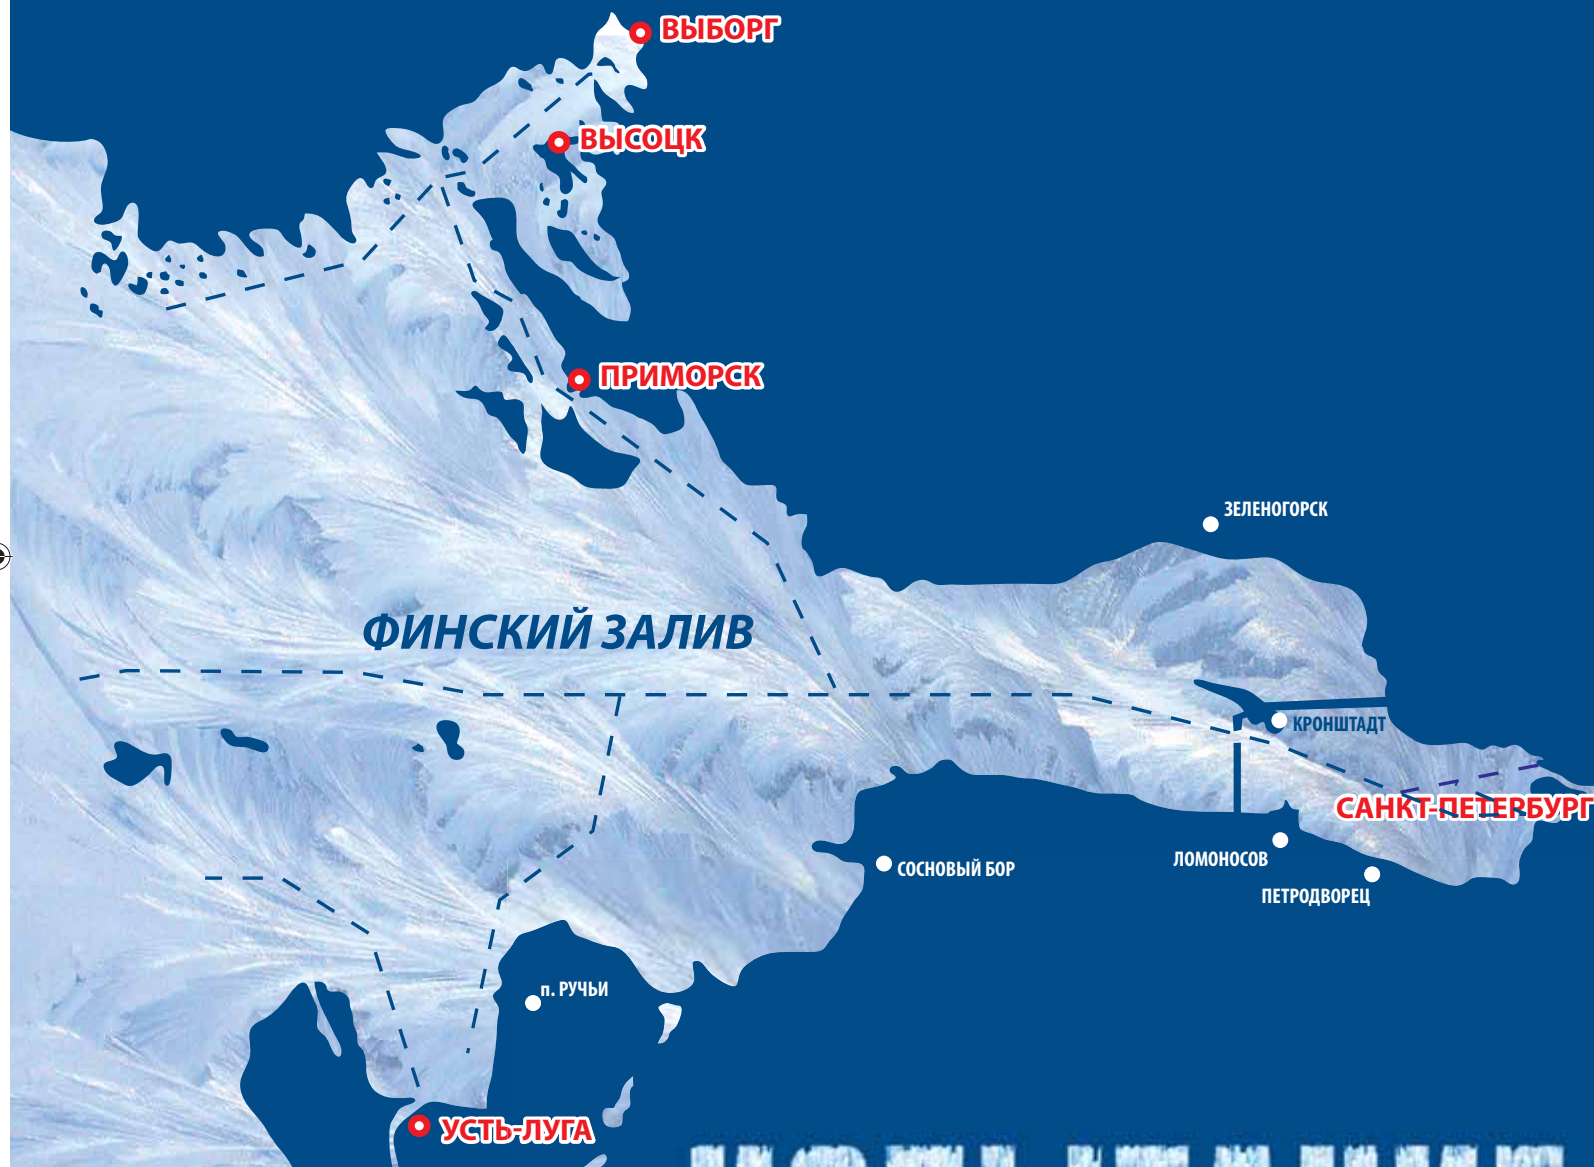 ВЫБОРГ
ВЫСОЦК
ПРИМОРСК
ЗЕЛЕНОГОРСК
ФИНСКИЙ ЗАЛИВ
КРОНШТАДТ
САНКТ-ПЕТЕРБУРГ
ЛОМОНОСОВ
СОСНОВЫЙ БОР
ПЕТРОДВОРЕЦ
п. РУЧЬИ
УСТЬ-ЛУГА